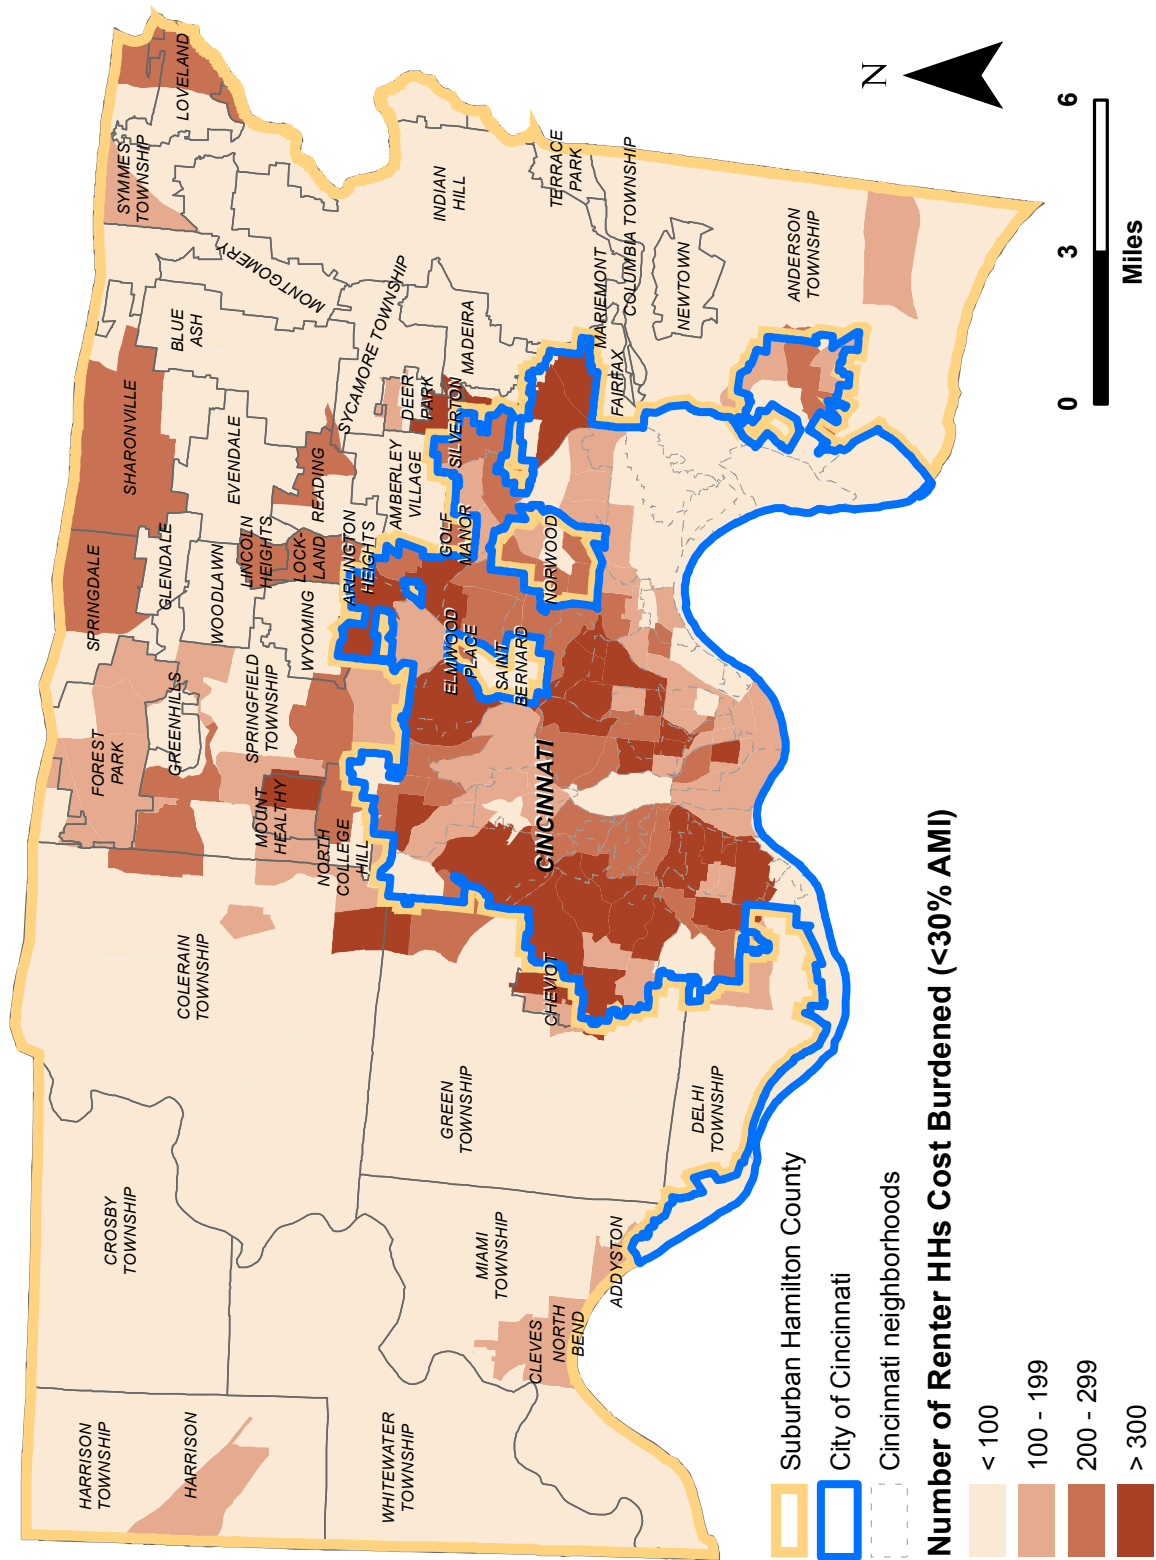 HARRISON
TOWNSHIP
HARRISON
WHITEWATER
TOWNSHIP
CROSBY
TOWNSHIP
MIAMI
TOWNSHIP
CLEVES
NORTH
BEND
ADDYSTON
COLERAIN
TOWNSHIP
GREEN
TOWNSHIP
DELHI
TOWNSHIP
CHEVIOT
FOREST
PARK
GREENHILLS
SPRINGFIELD
TOWNSHIP
MOUNT
HEALTHY
NORTH
COLLEGE
HILL
SPRINGDALE
GLENDALE
WOODLAWN
LINCOLN
HEIGHTS
WYOMING
LOCK-
LAND
ARLINGTON
HEIGHTS
ELMWOOD
PLACE
SAINT
BERNARD
CINCINNATI
NORWOOD
GOLF
MANOR
AMBERLEY
VILLAGE
READING
EVENDALE
SHARONVILLE
BLUE
ASH
SYCAMORE TOWNSHIP
DEER
PARK
SILVERTON
MADEIRA
MONTGOMERY
SYMMES
TOWNSHIP
LOVELAND
INDIAN
HILL
TERRACE
PARK
MARIEMONT
FAIRFAX
COLUMBIA TOWNSHIP
NEWTOWN
ANDERSON
TOWNSHIP
N
0 3 6
Miles
Suburban Hamilton County
City of Cincinnati
Cincinnati neighborhoods
Number of Renter HHs Cost Burdened (<30% AMI)
< 100
100 - 199
200 - 299
> 300